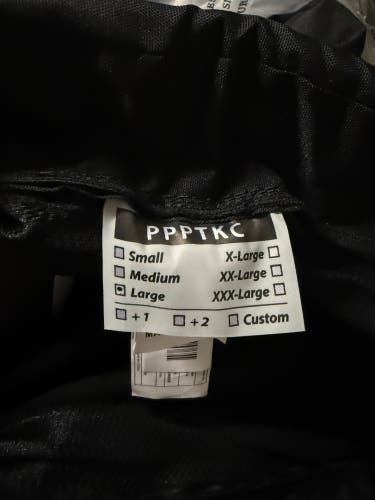 PPPTKC
Small X-Large
Medium XX-Large
Large XXX-Large
+ 1 + 2 Custom